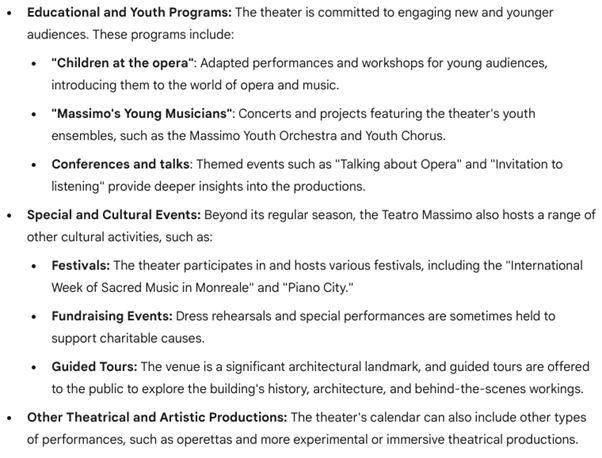 • Educational and Youth Programs: The theater is committed to engaging new and younger
audiences. These programs include:
• "Children at the opera": Adapted performances and workshops for young audiences,
introducing them to the world of opera and music.
• "Massimo's Young Musicians": Concerts and projects featuring the theater's youth
ensembles, such as the Massimo Youth Orchestra and Youth Chorus.
• Conferences and talks: Themed events such as "Talking about Opera" and "Invitation to
listening" provide deeper insights into the productions.
• Special and Cultural Events: Beyond its regular season, the Teatro Massimo also hosts a range of
other cultural activities, such as:
• Festivals: The theater participates in and hosts various festivals, including the "International
Week of Sacred Music in Monreale" and "Piano City."
• Fundraising Events: Dress rehearsals and special performances are sometimes held to
support charitable causes.
• Guided Tours: The venue is a significant architectural landmark, and guided tours are offered
to the public to explore the building's history, architecture, and behind-the-scenes workings.
• Other Theatrical and Artistic Productions: The theater's calendar can also include other types
of performances, such as operettas and more experimental or immersive theatrical productions.